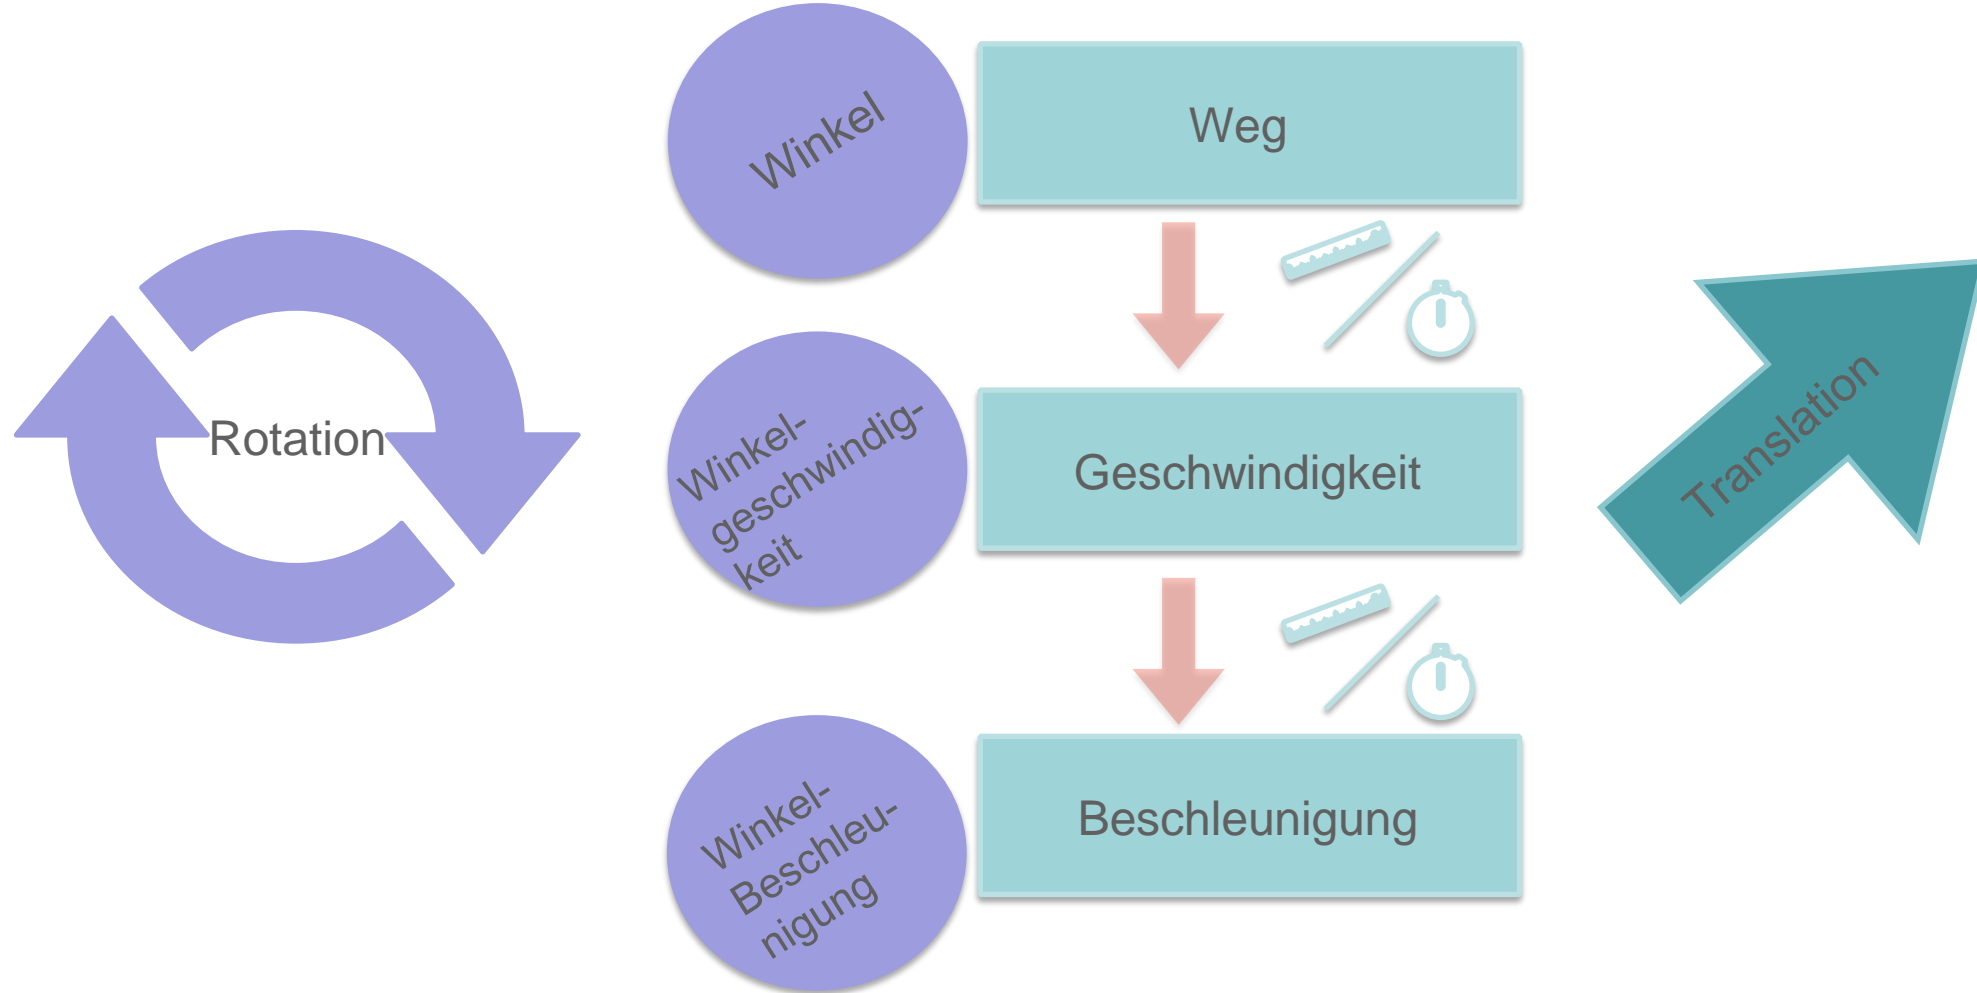 Rotation
Winkel
Weg
Winkel-
geschwindig-
keit
Geschwindigkeit
Winkel-
Beschleu-
nigung
Beschleunigung
Translation